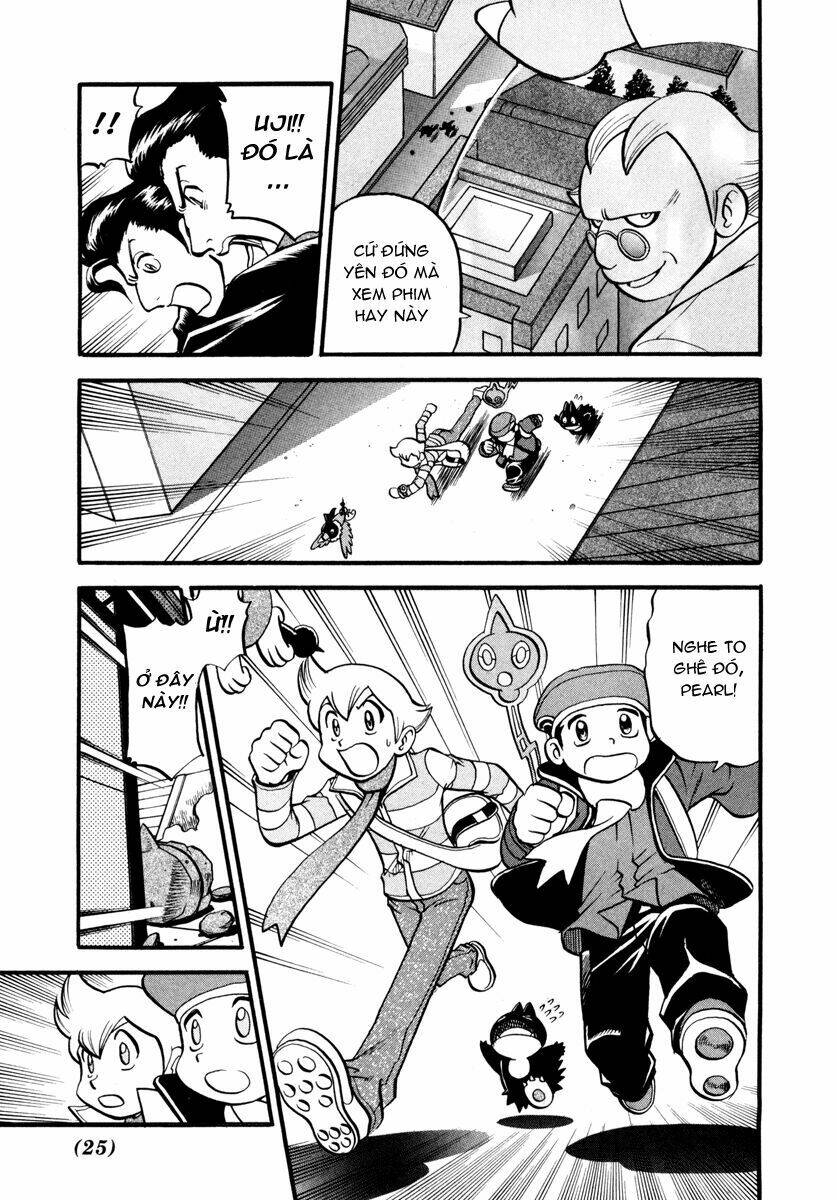 CỨ ĐỨNG
YÊN ĐÓ MÀ
XEM PHIM
HAY NÀY
UJI!!
ĐÓ LÀ
...
!!
NGHE TO
GHÊ ĐÓ,
PEARL!
Ừ!!
Ở ĐÂY
NÀY!!
(25)